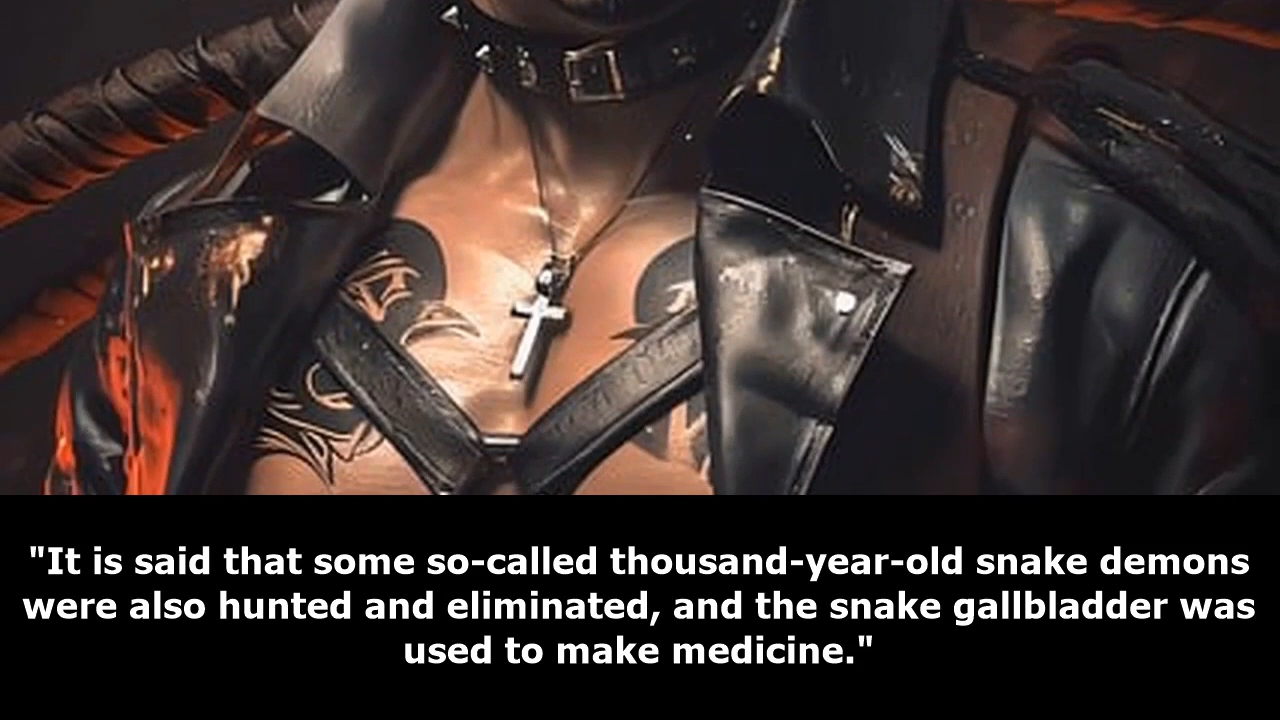 "It is said that some so-called thousand-year-old snake demons
were also hunted and eliminated, and the snake gallbladder was
used to make medicine."